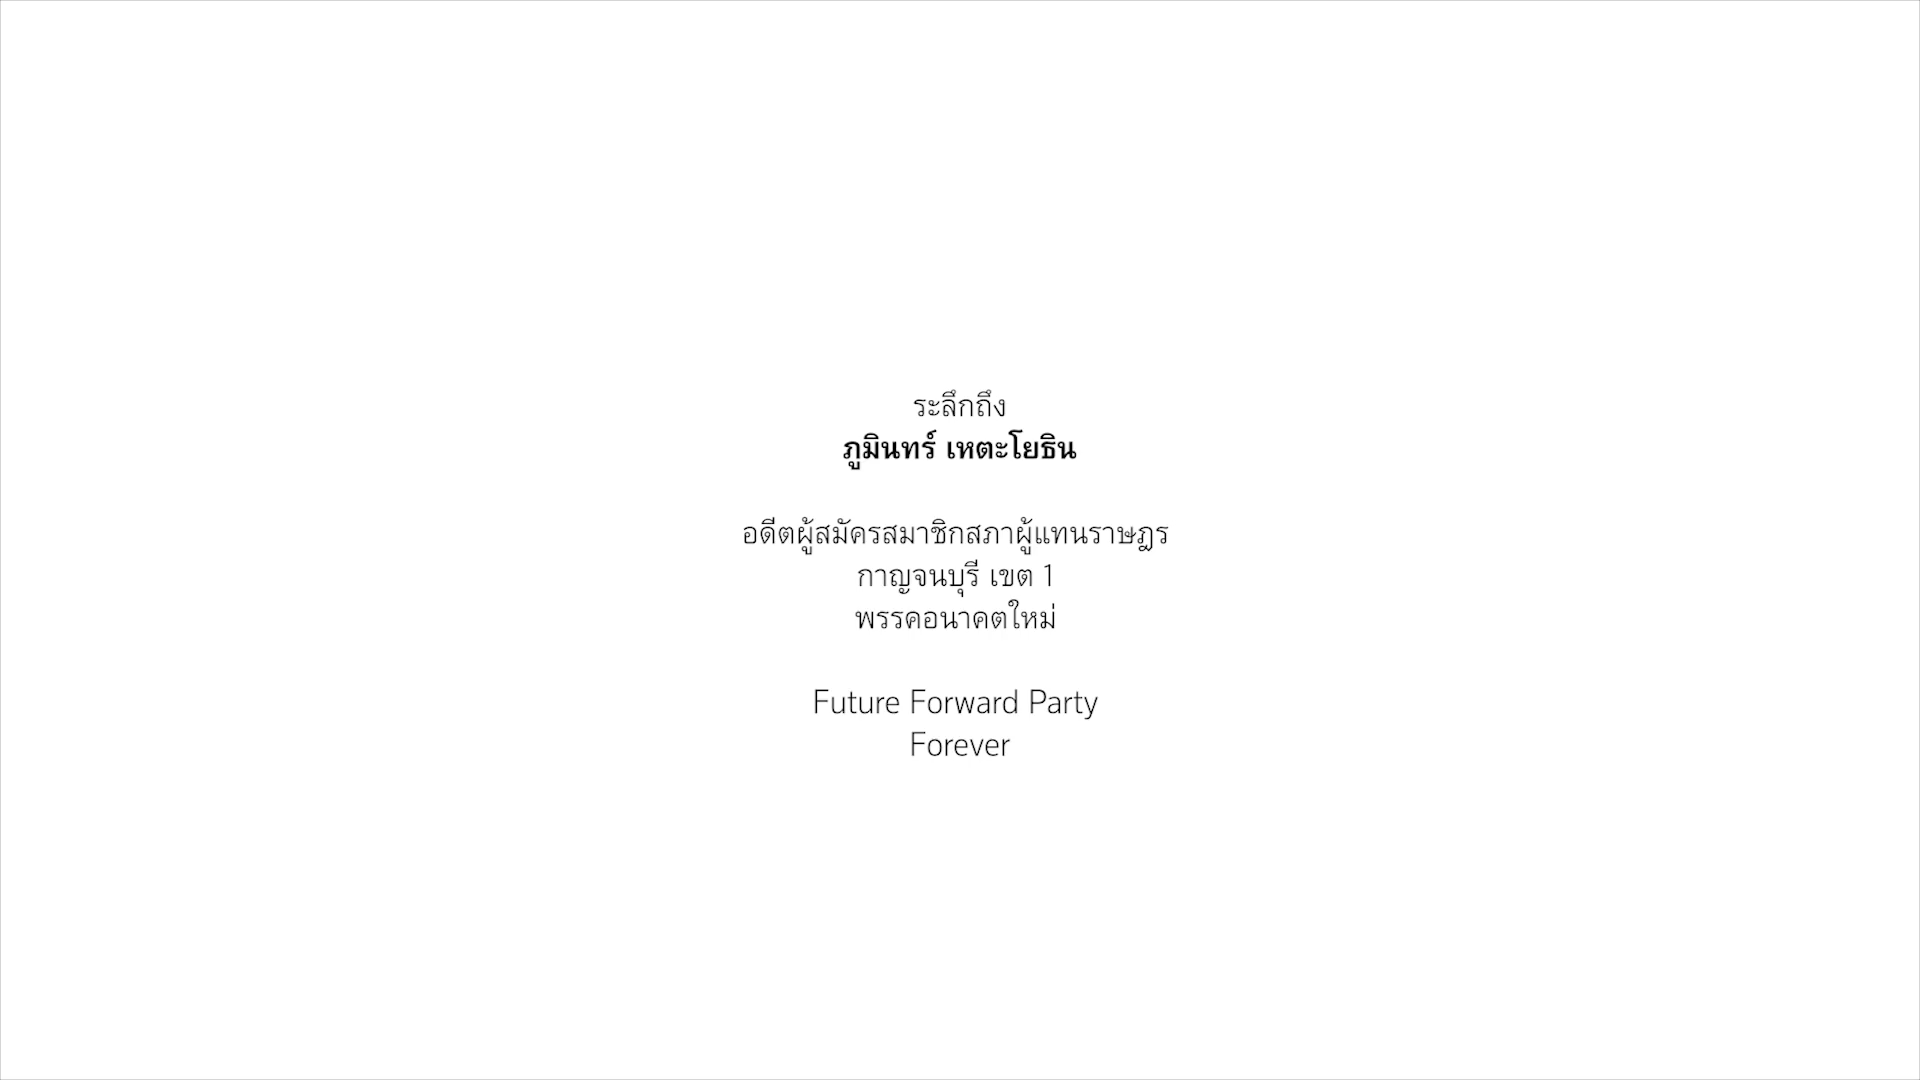 ระลึกถึง
ภูมินทร์ เหตะโยธิน
อดีตผู้สมัครสมาชิกสภาผู้แทนราษฎร
กาญจนบุรี เขต 1
พรรคอนาคตใหม่
Future Forward Party
Forever